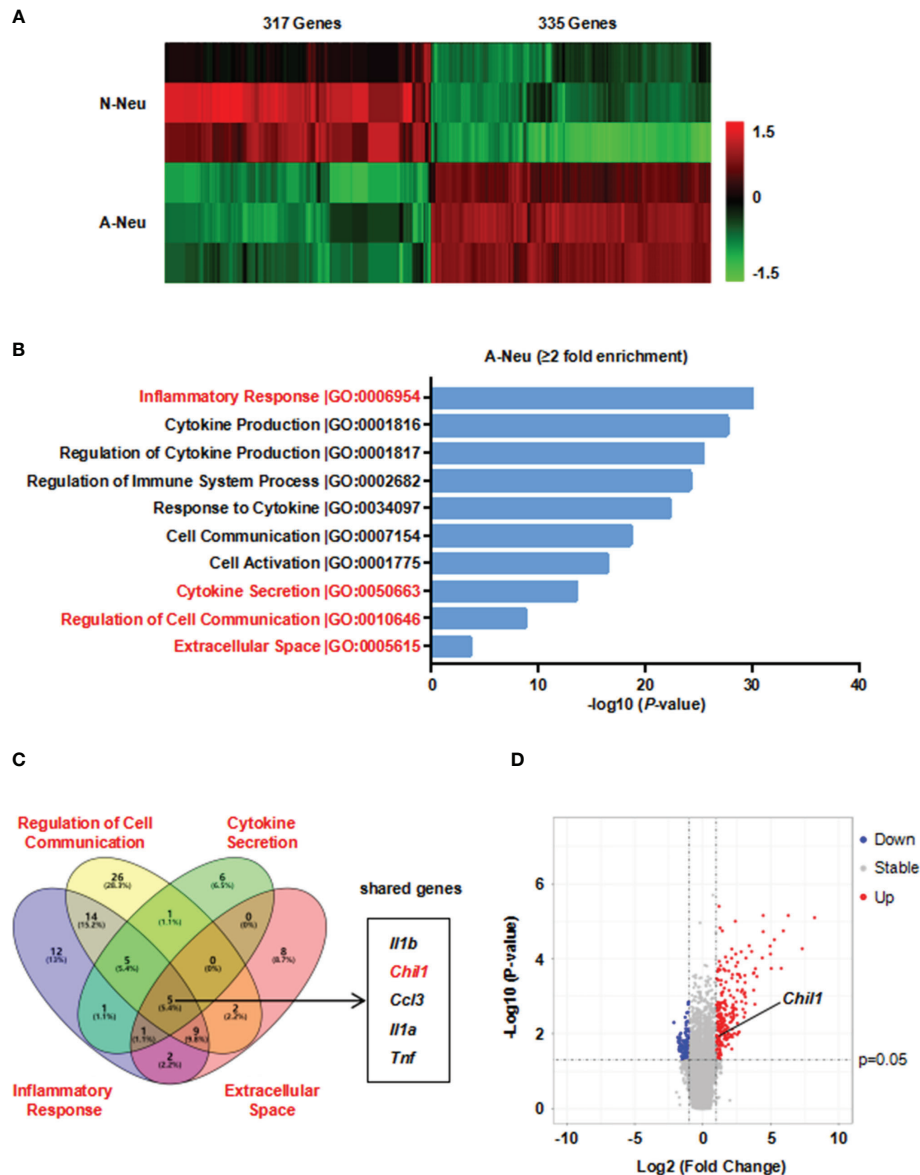 A
317 Genes
335 Genes
N-Neu
A-Neu
1.5
0
-1.5
B
A-Neu (≥2 fold enrichment)
Inflammatory Response |GO:0006954
Cytokine Production |GO:0001816
Regulation of Cytokine Production |GO:0001817
Regulation of Immune System Process |GO:0002682
Response to Cytokine |GO:0034097
Cell Communication |GO:0007154
Cell Activation |GO:0001775
Cytokine Secretion |GO:0050663
Regulation of Cell Communication |GO:0010646
Extracellular Space |GO:0005615
0 10 20 30 40
-log10 (P-value)
C
Regulation of Cell
Communication
Cytokine
Secretion
26
(28.3%)
6
(6.5%)
14
(15.2%)
1
(1.1%)
0
(0%)
12
(13%)
5
(5.4%)
0
(0%)
8
(8.7%)
1
(1.1%)
5
(5.4%)
2
(2.2%)
1
(1.1%)
9
(9.8%)
2
(2.2%)
Inflammatory
Response
Extracellular
Space
shared genes
Il1b
Chil1
Ccl3
Il1a
Tnf
D
-Log10 (P-value)
6
4
2
0
-10 -5 0 5 10
Log2 (Fold Change)
Chil1
p=0.05
Down
Stable
Up